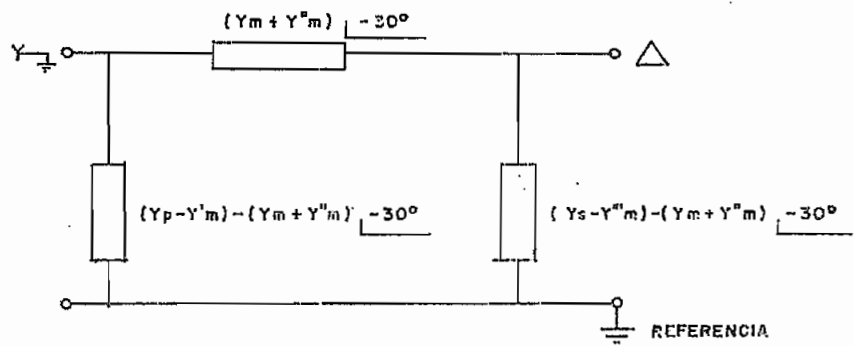 (Ym + Y"m) -30°
Y
(Yp-Y'm)-(Ym+Y"m) -30°
(Ys-Y'''m)-(Ym+Y"m) -30°
REFERENCIA